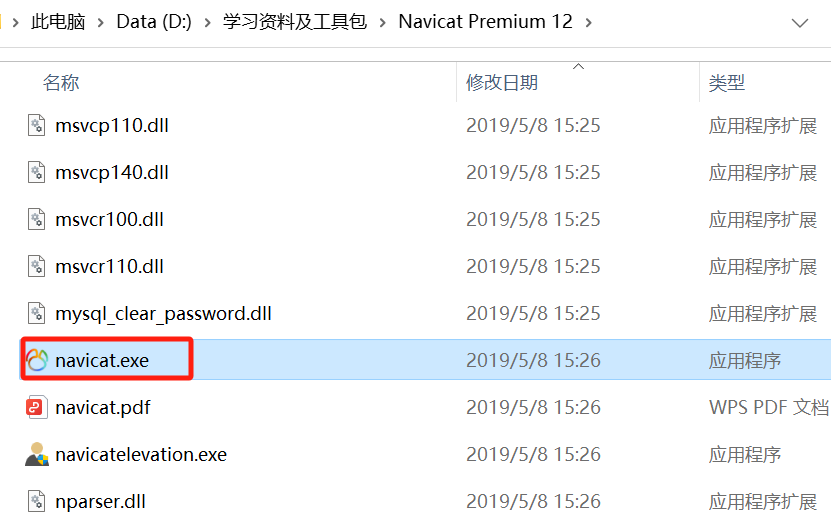 此电脑 > Data (D:) > 学习资料及工具包 > Navicat Premium 12 >
名称 修改日期 类型
msvcp110.dll 2019/5/8 15:25 应用程序扩展
msvcp140.dll 2019/5/8 15:25 应用程序扩展
msvcr100.dll 2019/5/8 15:25 应用程序扩展
msvcr110.dll 2019/5/8 15:25 应用程序扩展
mysql_clear_password.dll 2019/5/8 15:25 应用程序扩展
navicat.exe 2019/5/8 15:26 应用程序
navicat.pdf 2019/5/8 15:26 WPS PDF 文档
navicatelevation.exe 2019/5/8 15:26 应用程序
nparser.dll 2019/5/8 15:26 应用程序扩展